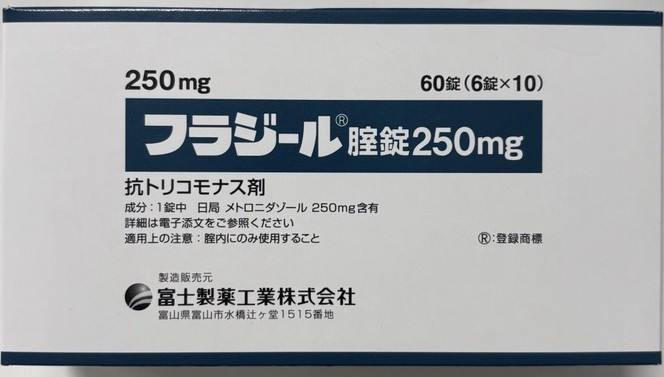 250mg 60錠(6錠×10)
フラジール®腟錠250mg
抗トリコモナス剤
成分:1錠中 日局 メトロニダゾール 250mg含有
詳細は電子添文をご参照ください
適用上の注意:腟内にのみ使用すること ®:登録商標
製造販売元
富士製薬工業株式会社
富山県富山市水橋辻ヶ堂1515番地